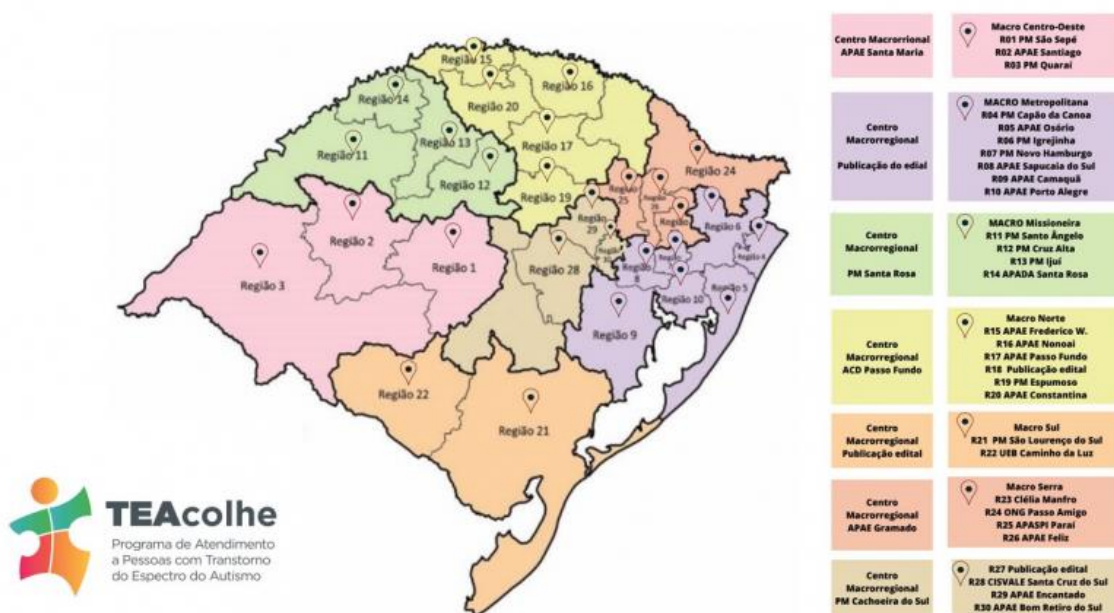 Região 15
Região 16
Região 14
Região 20
Região 13
Região 11
Região 17
Região 24
Região 12
Região 19
Região 25
Região
Região 29
Região 6
Região 2
Região 1
Região 28
Região 3
Região 8
Região 4
Região 5
Região 10
Região 9
Região 22
Região 21
TEAcolhe
Programa de Atendimento
a Pessoas com Transtorno
do Espectro do Autismo
Centro Macrorrional
APAE Santa Maria
Macro Centro-Oeste
R01 PM São Sepé
R02 APAE Santiago
R03 PM Quaraí
Centro
Macrorregional
Publicação do edial
MACRO Metropolitana
R04 PM Capão da Canoa
R05 APAE Osório
R06 PM Igrejinha
R07 PM Novo Hamburgo
R08 APAE Sapucaia do Sul
R09 APAE Camaquã
R10 APAE Porto Alegre
Centro
Macrorregional
PM Santa Rosa
MACRO Missioneira
R11 PM Santo Ângelo
R12 PM Cruz Alta
R13 PM Ijuí
R14 APADA Santa Rosa
Centro
Macrorregional
ACD Passo Fundo
Macro Norte
R15 APAE Frederico W.
R16 APAE Nonoai
R17 APAE Passo Fundo
R18 Publicação edital
R19 PM Espumoso
R20 APAE Constantina
Centro
Macrorregional
Publicação edital
Macro Sul
R21 PM São Lourenço do Sul
R22 UEB Caminho da Luz
Centro
Macrorregional
APAE Gramado
Macro Serra
R23 Clélia Manfro
R24 ONG Passo Amigo
R25 APASPI Paraí
R26 APAE Feliz
Centro
Macrorregional
PM Cachoeira do Sul
R27 Publicação edital
R28 CISVALE Santa Cruz do Sul
R29 APAE Encantado
R30 APAE Bom Retiro do Sul